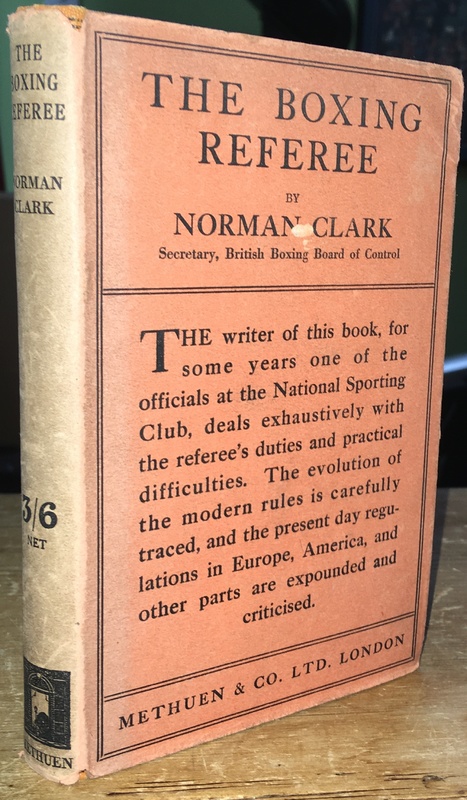 THE
BOXING
REFEREE
NORMAN
CLARK
3/6
NET
METHUEN
THE BOXING
REFEREE
BY
NORMAN CLARK
Secretary, British Boxing Board of Control
THE writer of this book, for
some years one of the
officials at the National Sporting
Club, deals exhaustively with
the referee's duties and practical
difficulties. The evolution of
the modern rules is carefully
traced, and the present day regu-
lations in Europe, America, and
other parts are expounded and
criticised.
METHUEN & CO. LTD. LONDON